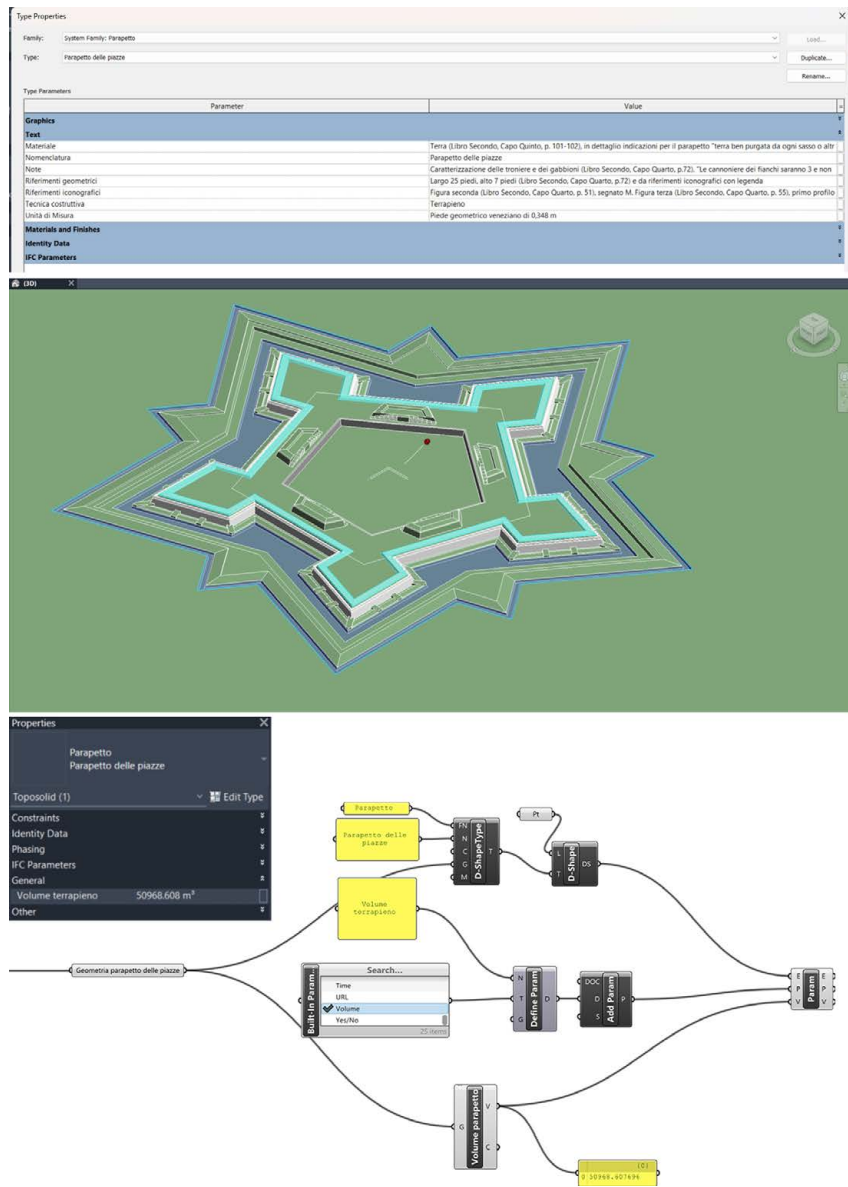 Type Properties
Family: System Family: Parapetto Load...
Type: Parapetto delle piazze Duplicate...
Rename...
Type Parameters
Parameter Value
Graphics
Text
Materiale Terra (Libro Secondo, Capo Quinto, p. 101-102), in dettaglio indicazioni per il parapetto "terra ben purgata da ogni sasso o altr
Nomenclatura Parapetto delle piazze
Note Caratterizzazione delle troniere e dei gabbioni (Libro Secondo, Capo Quarto, p.72), "Le cannoniere dei fianchi saranno 3 e non
Riferimenti geometrici Largo 25 piedi, alto 7 piedi (Libro Secondo, Capo Quarto, p.72) e da riferimenti iconografici con legenda
Riferimenti iconografici Figura seconda (Libro Secondo, Capo Quarto, p. 51), segnato M. Figura terza (Libro Secondo, Capo Quarto, p. 55), primo profilo
Tecnica costruttiva Terrapieno
Unità di Misura Piede geometrico veneziano di 0,348 m
Materials and Finishes
Identity Data
IFC Parameters
(3D)
Properties
Parapetto
Parapetto delle piazze
Toposolid (1) Edit Type
Constraints
Identity Data
Phasing
IFC Parameters
General
Volume terrapieno 50968.608 m³
Other
Parapetto
Parapetto delle
piazze
FN
N
C
G
M
D-ShapeType
T
Pt
L
T
D-Shape
DS
Volume
terrapieno
Geometria parapetto delle piazze
Built-In Param...
Search...
Time
URL
Volume
Yes/No
25 items
N
T
G
Define Param
D
DOC
D
S
Add Param
P
E
P
V
Param
E
P
V
G
Volume parapetto
V
C
{0}
0 50968.607696